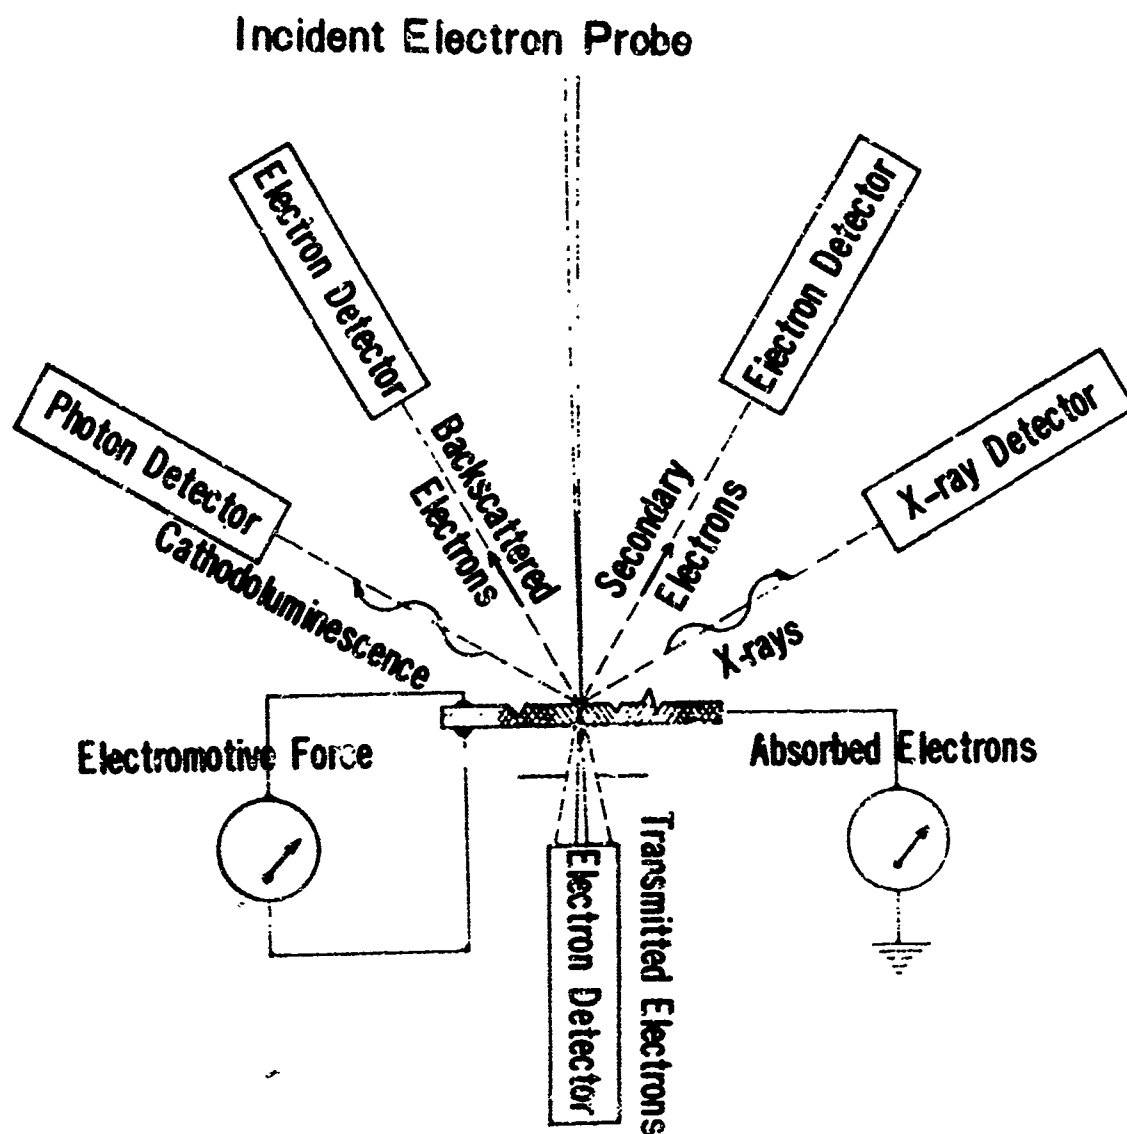 Incident Electron Probe
Electron Detector
Electron Detector
Photon Detector
X-ray Detector
Backscattered
Electrons
Secondary
Electrons
Cathodoluminescence
X-rays
Electromotive Force
Absorbed Electrons
Electron Detector
Transmitted Electrons